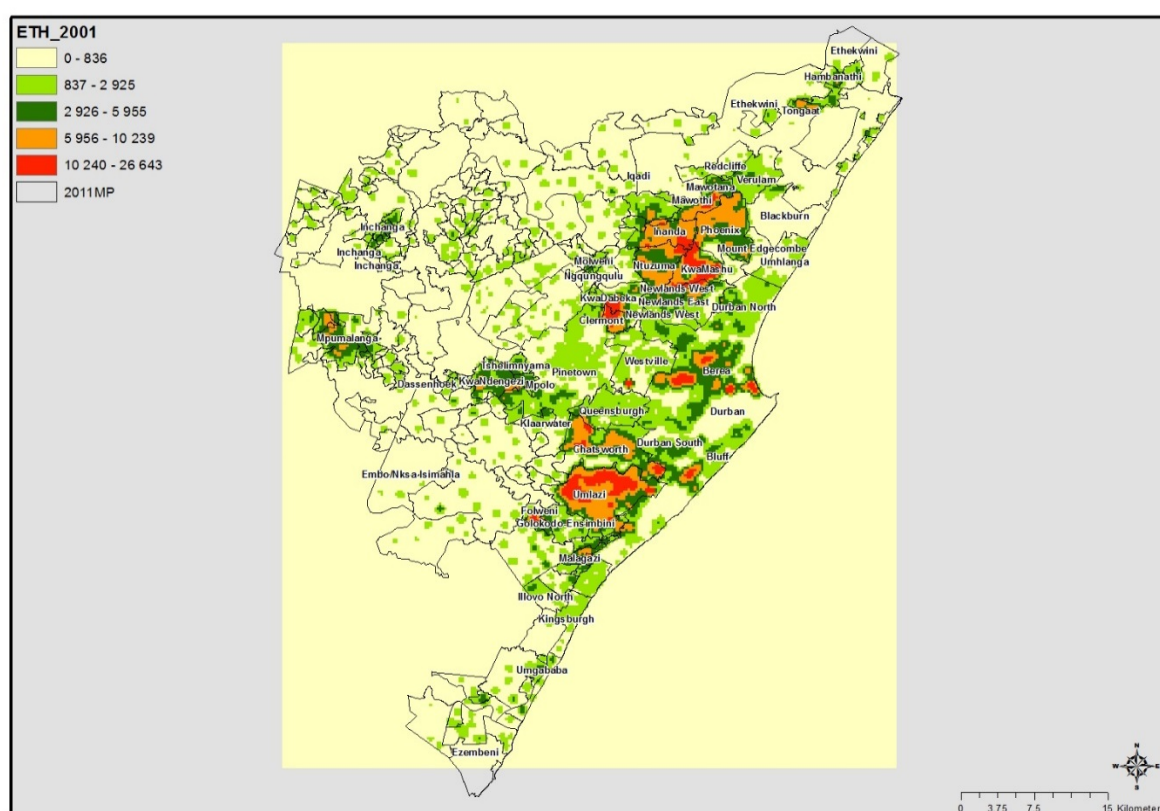 ETH_2001
0 - 836
837 - 2 925
2 926 - 5 955
5 956 - 10 239
10 240 - 26 643
2011MP
Ethekwini
Hambanathi
Ethekwini
Tongaat
Redcliffe
Iqadi
Verulam
Mawotana
Mawothi
Blackburn
Inanda
Phoenix
Inchanga
Mount Edgecombe
Inchanga
Umhlanga
Molweni
Ntuzuma
Inchanga
KwaMashu
Ngqungqulu
Newlands West
KwaDabeka
Newlands East
Durban North
Clermont
Newlands West
Mpumalanga
Westville
Ishelimnyama
Berea
Pinetown
Dassenhoek
KwaNdengezi
Mpolo
Queensburgh
Durban
Klaarwater
Durban South
Chatsworth
Bluff
Embo/Nksa-Isimahla
Umlazi
Folweni
Golokodo-Ensimbini
Malagazi
Illovo North
Kingsburgh
Umgababa
Ezembeni
N
W
E
S
0 3.75 7.5 15 Kilometer